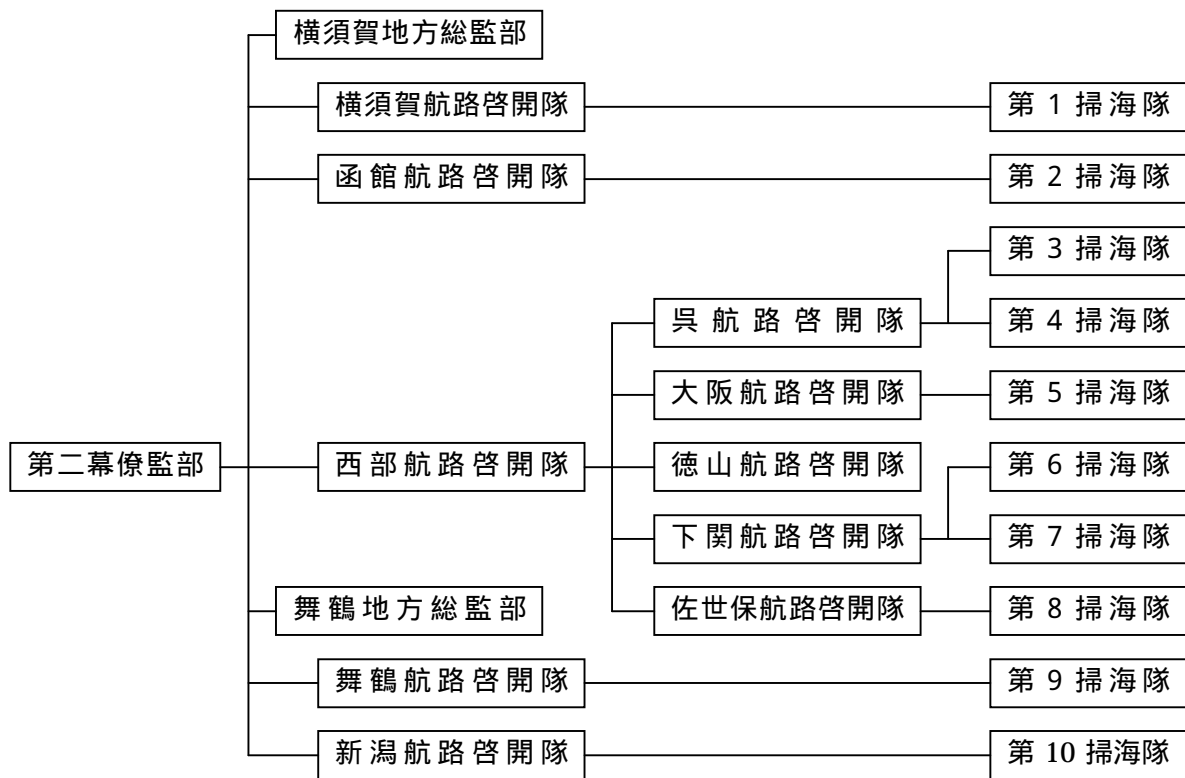 横須賀地方総監部
横須賀航路啓開隊
第 1 掃海隊
函館航路啓開隊
第 2 掃海隊
第 3 掃海隊
呉航路啓開隊
第 4 掃海隊
大阪航路啓開隊
第 5 掃海隊
第二幕僚監部
西部航路啓開隊
徳山航路啓開隊
第 6 掃海隊
下関航路啓開隊
第 7 掃海隊
舞鶴地方総監部
佐世保航路啓開隊
第 8 掃海隊
舞鶴航路啓開隊
第 9 掃海隊
新潟航路啓開隊
第 10 掃海隊